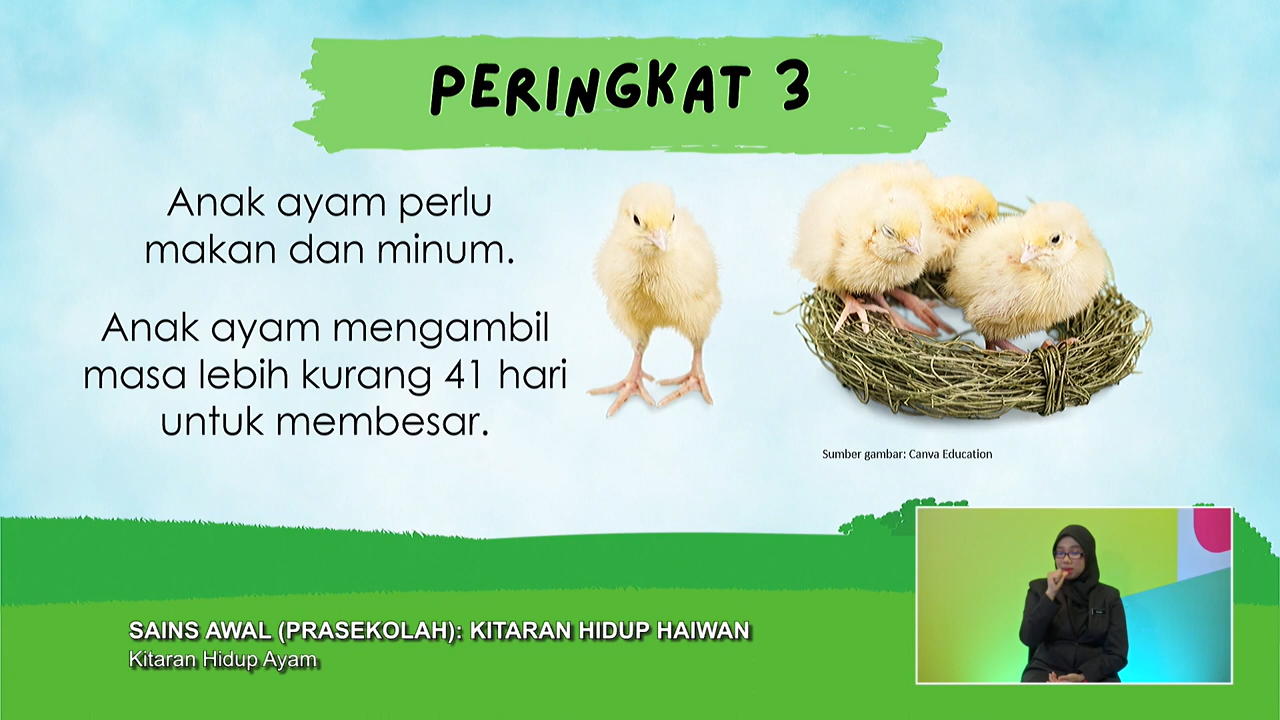 PERINGKAT 3
Anak ayam perlu
makan dan minum.
Anak ayam mengambil
masa lebih kurang 41 hari
untuk membesar.
Sumber gambar: Canva Education
SAINS AWAL (PRASEKOLAH): KITARAN HIDUP HAIWAN
Kitaran Hidup Ayam